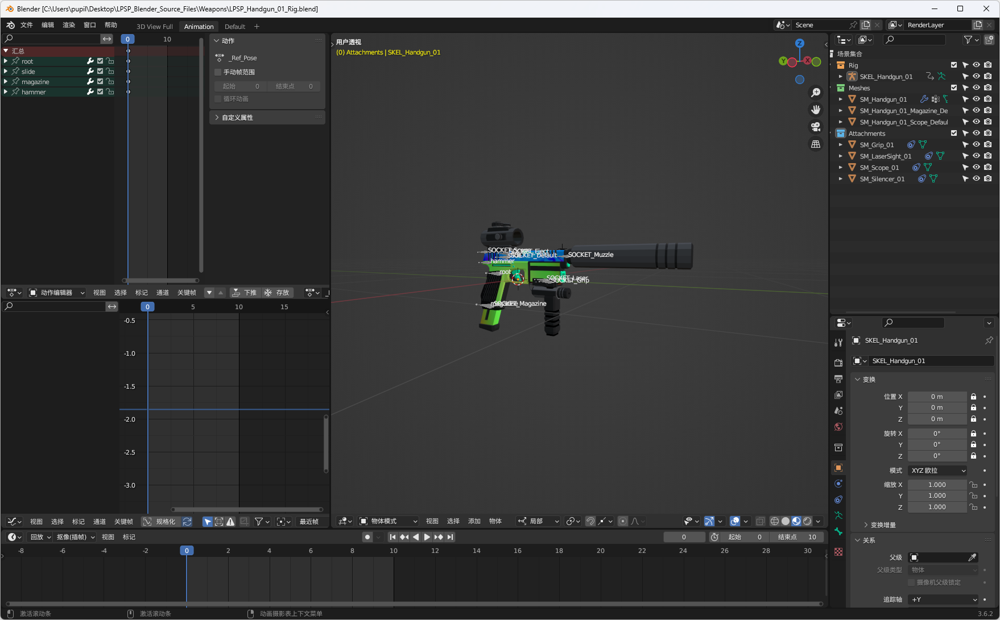 Blender [C:\Users\pupil\Desktop\LPSP_Blender_Source_Files\Weapons\LPSP_Handgun_01_Rig.blend]
文件 编辑 渲染 窗口 帮助 3D View Full Animation Default + Scene RenderLayer
0 10
汇总
root
slide
magazine
hammer
动作
_Ref_Pose
手动帧范围
起始 0 结束点 0
循环动画
自定义属性
动作编辑器 视图 选择 标记 通道 关键帧 下推 存放
0 5 10 15
-0.5
-1.0
-1.5
-2.0
-2.5
-3.0
视图 选择 标记 通道 关键帧 规格化 最近帧
用户透视
(0) Attachments | SKEL_Handgun_01
Z
Y X
SOCKET_Scope
SOCKET_Eject
SOCKET_Default
SOCKET_Muzzle
hammer
root
SOCKET_Laser
SOCKET_Grip
SOCKET_Magazine
物体模式 视图 选择 添加 物体 局部
场景集合
Rig
SKEL_Handgun_01
Meshes
SM_Handgun_01
SM_Handgun_01_Magazine_De
SM_Handgun_01_Scope_Defaul
Attachments
SM_Grip_01
SM_LaserSight_01
SM_Scope_01
SM_Silencer_01
SKEL_Handgun_01
SKEL_Handgun_01
变换
位置 X 0 m
Y 0 m
Z 0 m
旋转 X 0°
Y 0°
Z 0°
模式 XYZ 欧拉
缩放 X 1.000
Y 1.000
Z 1.000
变换增量
关系
父级
父级类型 物体
摄像机父级锁定
追踪轴 +Y
回放 抠像(插帧) 视图 标记 0 起始 0 结束点 10
-8 -6 -4 -2 0 2 4 6 8 10 12 14 16 18 20 22 24 26 28 30
激活滚动条 激活滚动条 动画摄影表上下文菜单 3.6.2